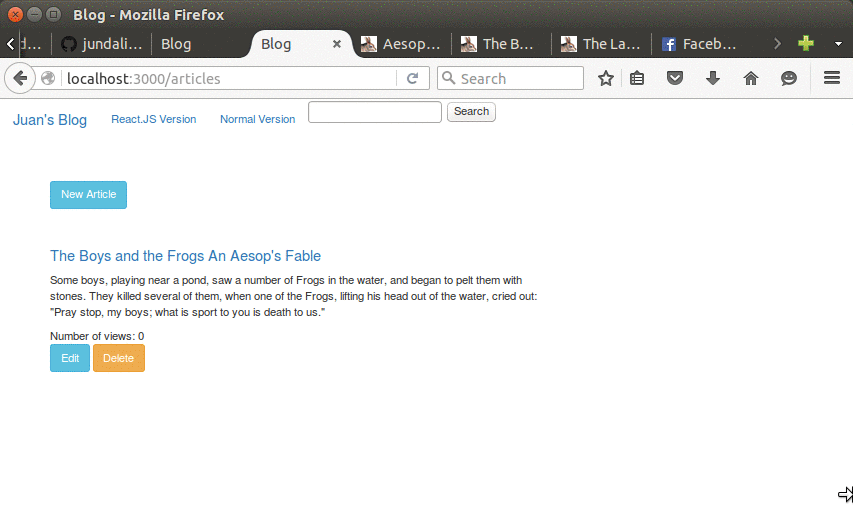 Blog - Mozilla Firefox
d... jundali... Blog Blog Aesop... The B... The La... Faceb...
localhost:3000/articles Search
Juan's Blog React.JS Version Normal Version Search
New Article
The Boys and the Frogs An Aesop's Fable
Some boys, playing near a pond, saw a number of Frogs in the water, and began to pelt them with
stones. They killed several of them, when one of the Frogs, lifting his head out of the water, cried out:
"Pray stop, my boys; what is sport to you is death to us."
Number of views: 0
Edit Delete